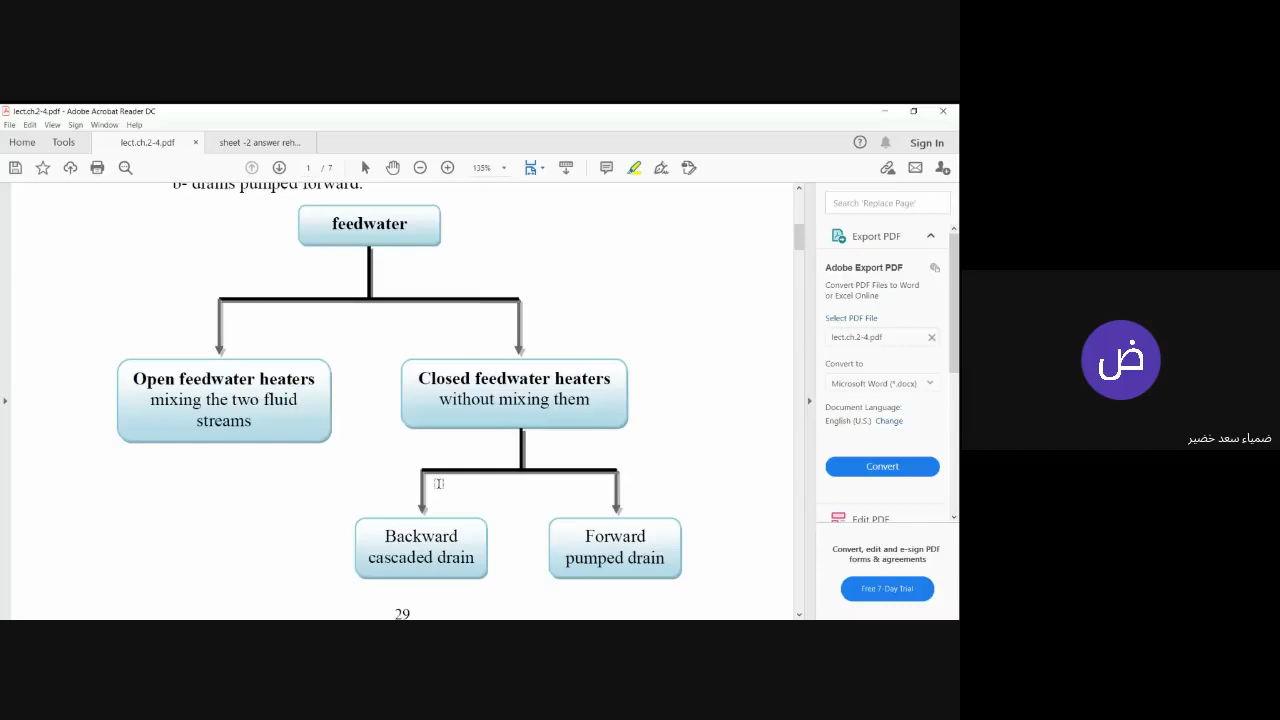 lect.ch.2-4.pdf - Adobe Acrobat Reader DC
File Edit View Sign Window Help
Home Tools lect.ch.2-4.pdf × sheet -2 answer reh... Sign In
1 / 7 135%
b- drains pumped forward.
feedwater
Open feedwater heaters
mixing the two fluid
streams
Closed feedwater heaters
without mixing them
Backward
cascaded drain
Forward
pumped drain
29
Search 'Replace Page'
Export PDF
Adobe Export PDF
Convert PDF Files to Word
or Excel Online
Select PDF File
lect.ch.2-4.pdf
Convert to
Microsoft Word (*.docx)
Document Language:
English (U.S.) Change
Convert
Edit PDF
Convert, edit and e-sign PDF
forms & agreements
Free 7-Day Trial
ض
ضمياء سعد خضير